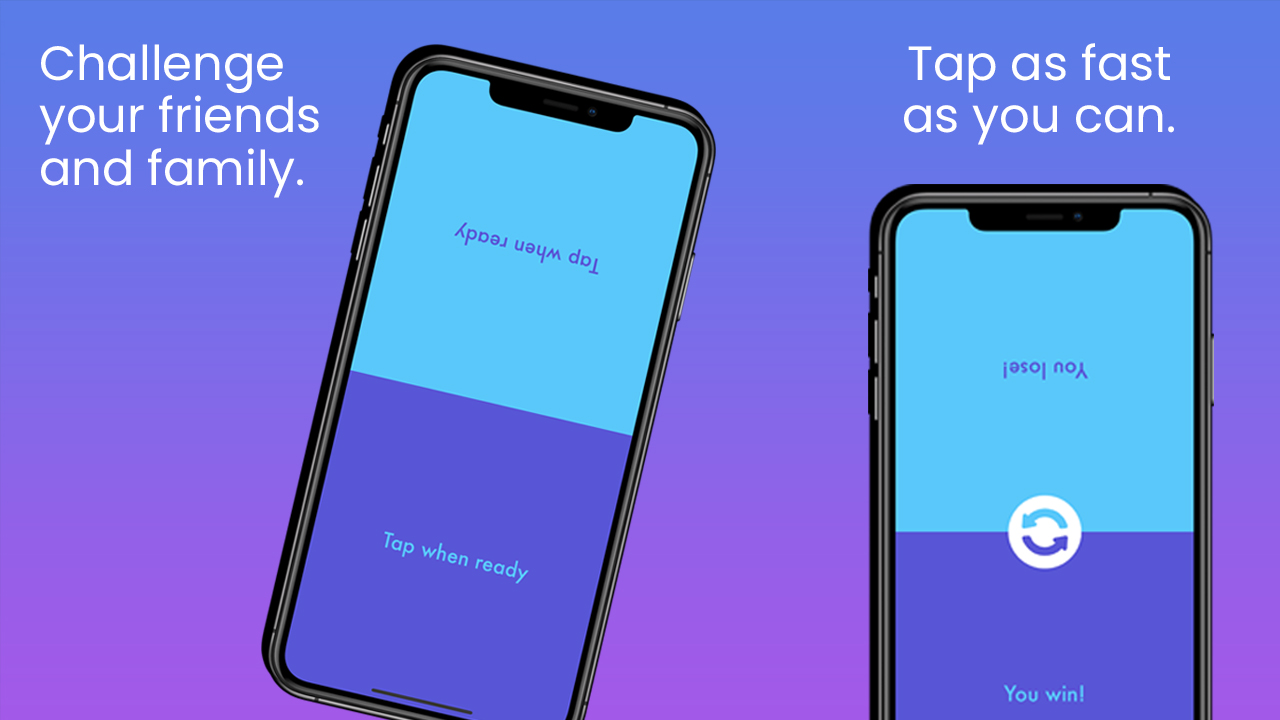 Challenge
your friends
and family.
Tap when ready
Tap when ready
Tap as fast
as you can.
You lose!
You win!